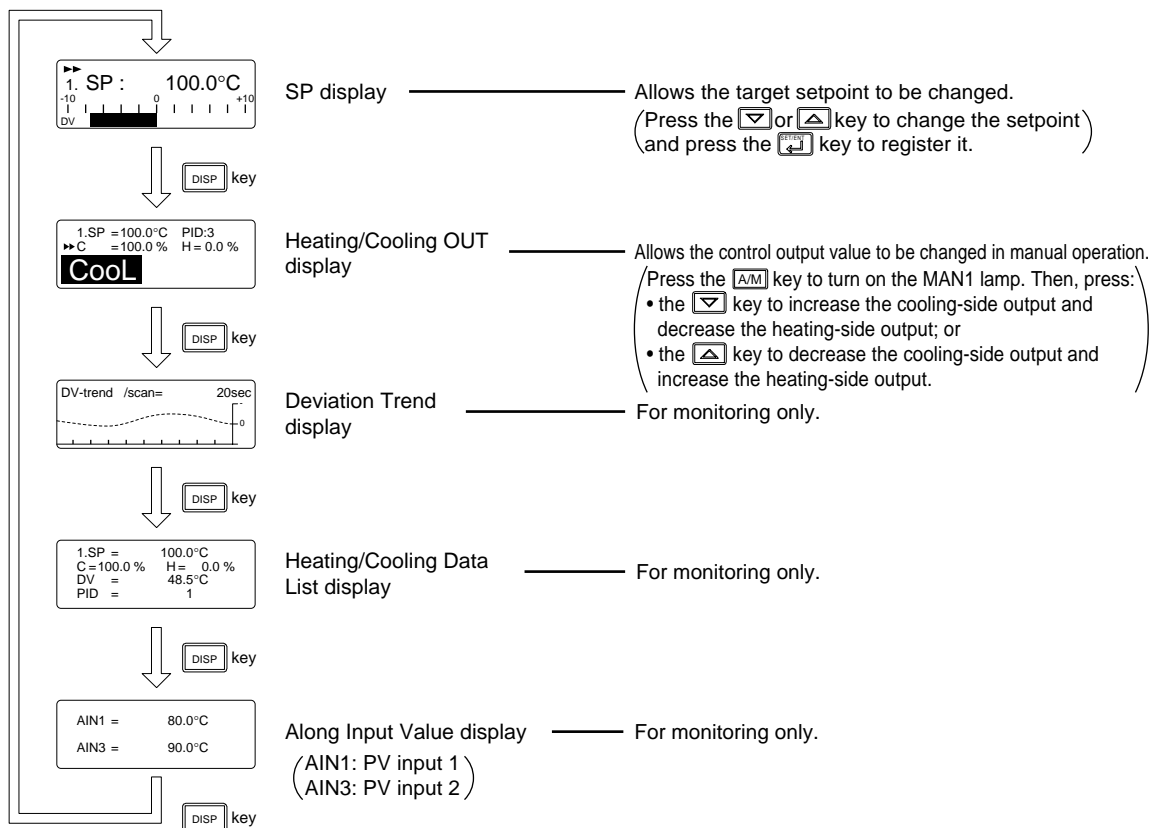 ▶▶
1. SP : 100.0°C
-10 0 +10
DV
SP display
Allows the target setpoint to be changed.
Press the ▽ or △ key to change the setpoint
and press the SET/ENT key to register it.
DISP key
1.SP =100.0°C PID:3
▶▶C =100.0 % H = 0.0 %
CooL
Heating/Cooling OUT
display
Allows the control output value to be changed in manual operation.
Press the A/M key to turn on the MAN1 lamp. Then, press:
• the ▽ key to increase the cooling-side output and
decrease the heating-side output; or
• the △ key to decrease the cooling-side output and
increase the heating-side output.
DISP key
DV-trend /scan= 20sec
0
Deviation Trend
display
For monitoring only.
DISP key
1.SP = 100.0°C
C =100.0 % H = 0.0 %
DV = 48.5°C
PID = 1
Heating/Cooling Data
List display
For monitoring only.
DISP key
AIN1 = 80.0°C
AIN3 = 90.0°C
Along Input Value display
For monitoring only.
(AIN1: PV input 1
AIN3: PV input 2)
DISP key